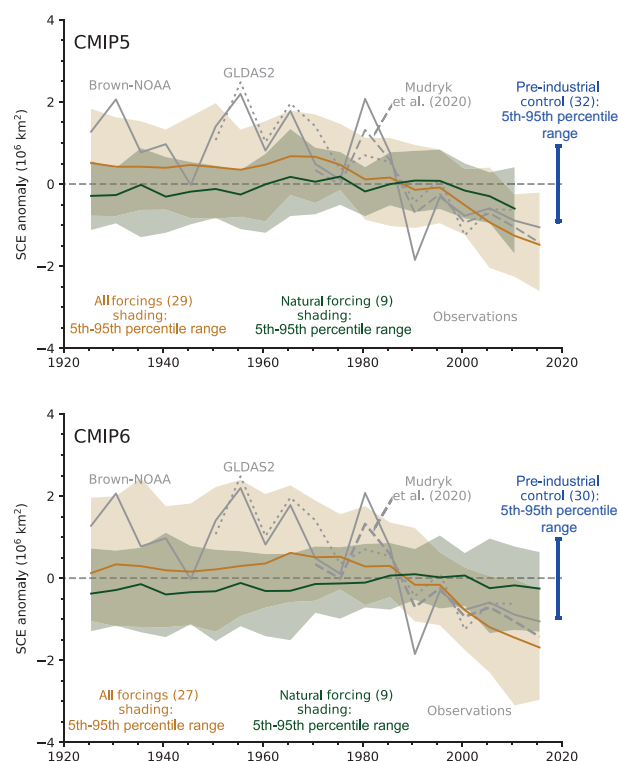 4
CMIP5
2
Brown-NOAA
GLDAS2
Mudryk
et al. (2020)
Pre-industrial
control (32):
5th-95th percentile
range
0
SCE anomaly (10⁶ km²)
−2
All forcings (29)
shading:
5th-95th percentile range
Natural forcing (9)
shading:
5th-95th percentile range
Observations
−4
1920 1940 1960 1980 2000 2020
4
CMIP6
2
Brown-NOAA
GLDAS2
Mudryk
et al. (2020)
Pre-industrial
control (30):
5th-95th percentile
range
0
SCE anomaly (10⁶ km²)
−2
All forcings (27)
shading:
5th-95th percentile range
Natural forcing (9)
shading:
5th-95th percentile range
Observations
−4
1920 1940 1960 1980 2000 2020